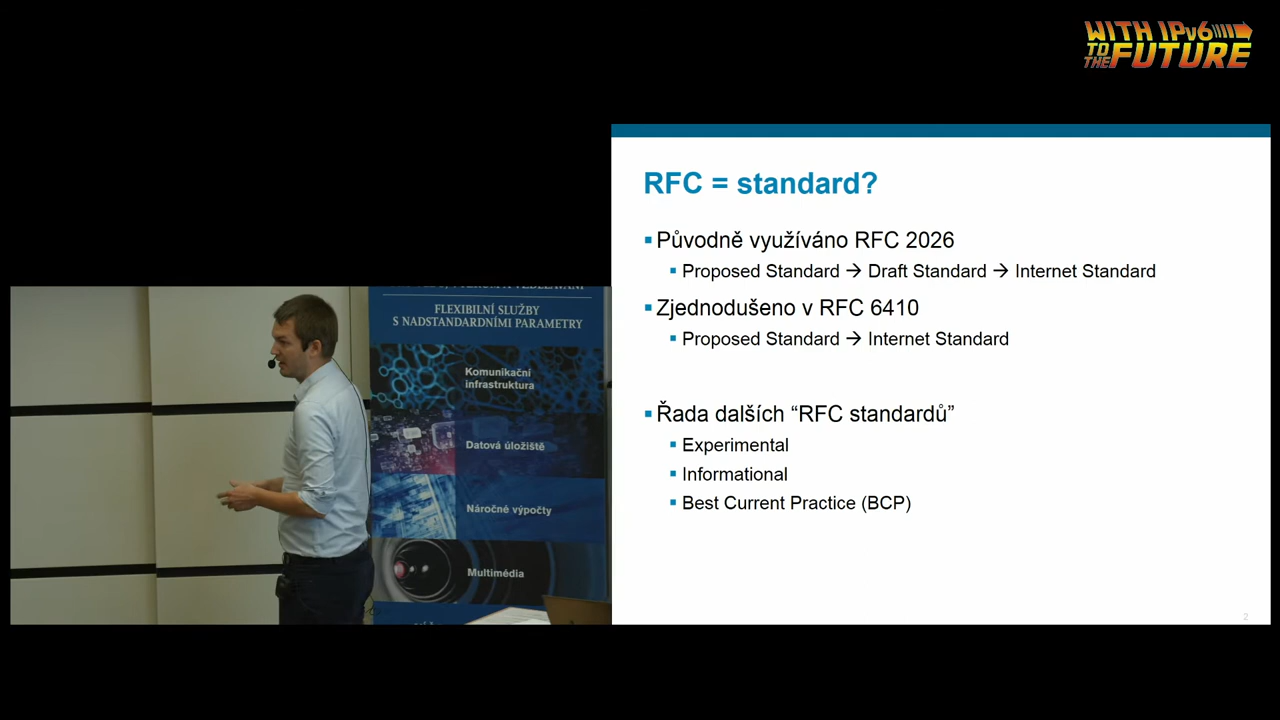 WITH IPv6
TO THE FUTURE
RFC = standard?
Původně využíváno RFC 2026
Proposed Standard → Draft Standard → Internet Standard
Zjednodušeno v RFC 6410
Proposed Standard → Internet Standard
Řada dalších “RFC standardů”
Experimental
Informational
Best Current Practice (BCP)
2
FLEXIBILNÍ SLUŽBY
S NADSTANDARDNÍMI PARAMETRY
Komunikační
infrastruktura
Datová úložiště
Náročné výpočty
Multimédia